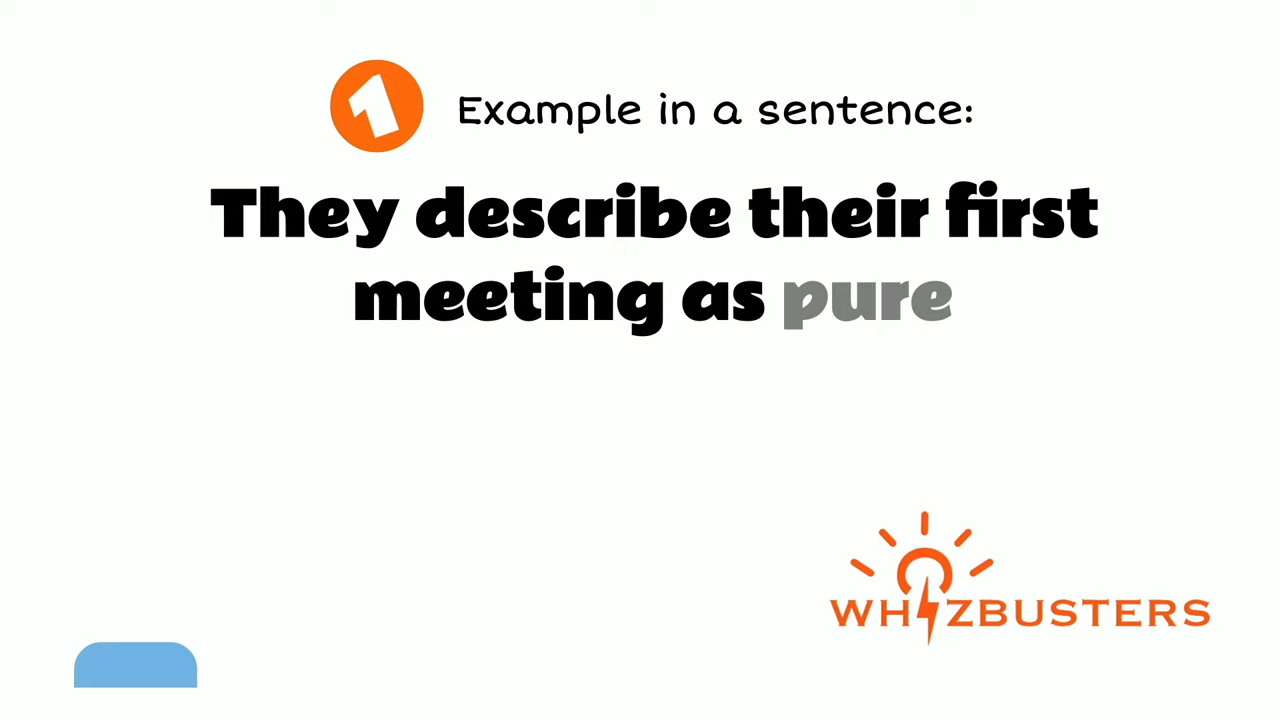 1 Example in a sentence:
They describe their first
meeting as pure
WHIZBUSTERS